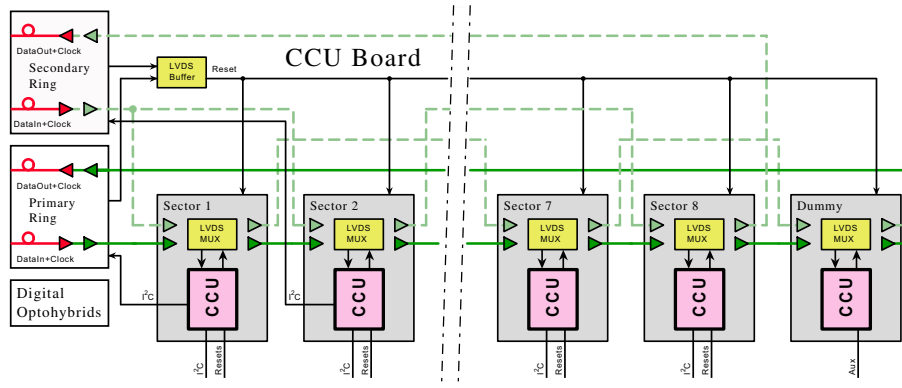 DataOut+Clock
Secondary
Ring
DataIn+Clock
LVDS
Buffer
Reset
CCU Board
DataOut+Clock
Primary
Ring
DataIn+Clock
Digital
Optohybrids
Sector 1
LVDS
MUX
CCU
I²C
I²C
Resets
Sector 2
LVDS
MUX
CCU
I²C
I²C
Resets
Sector 7
LVDS
MUX
CCU
I²C
Resets
Sector 8
LVDS
MUX
CCU
I²C
Resets
Dummy
LVDS
MUX
CCU
Aux